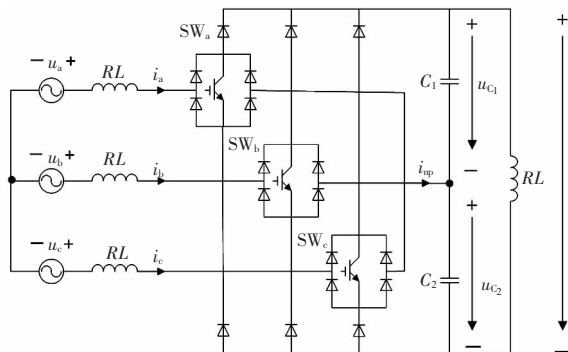 SWa
− ua +
RL
ia
+
+
C1
uC1
SWb
− ub +
RL
ib
inp
−
+
RL
SWc
− uc +
RL
ic
C2
uC2
−
−